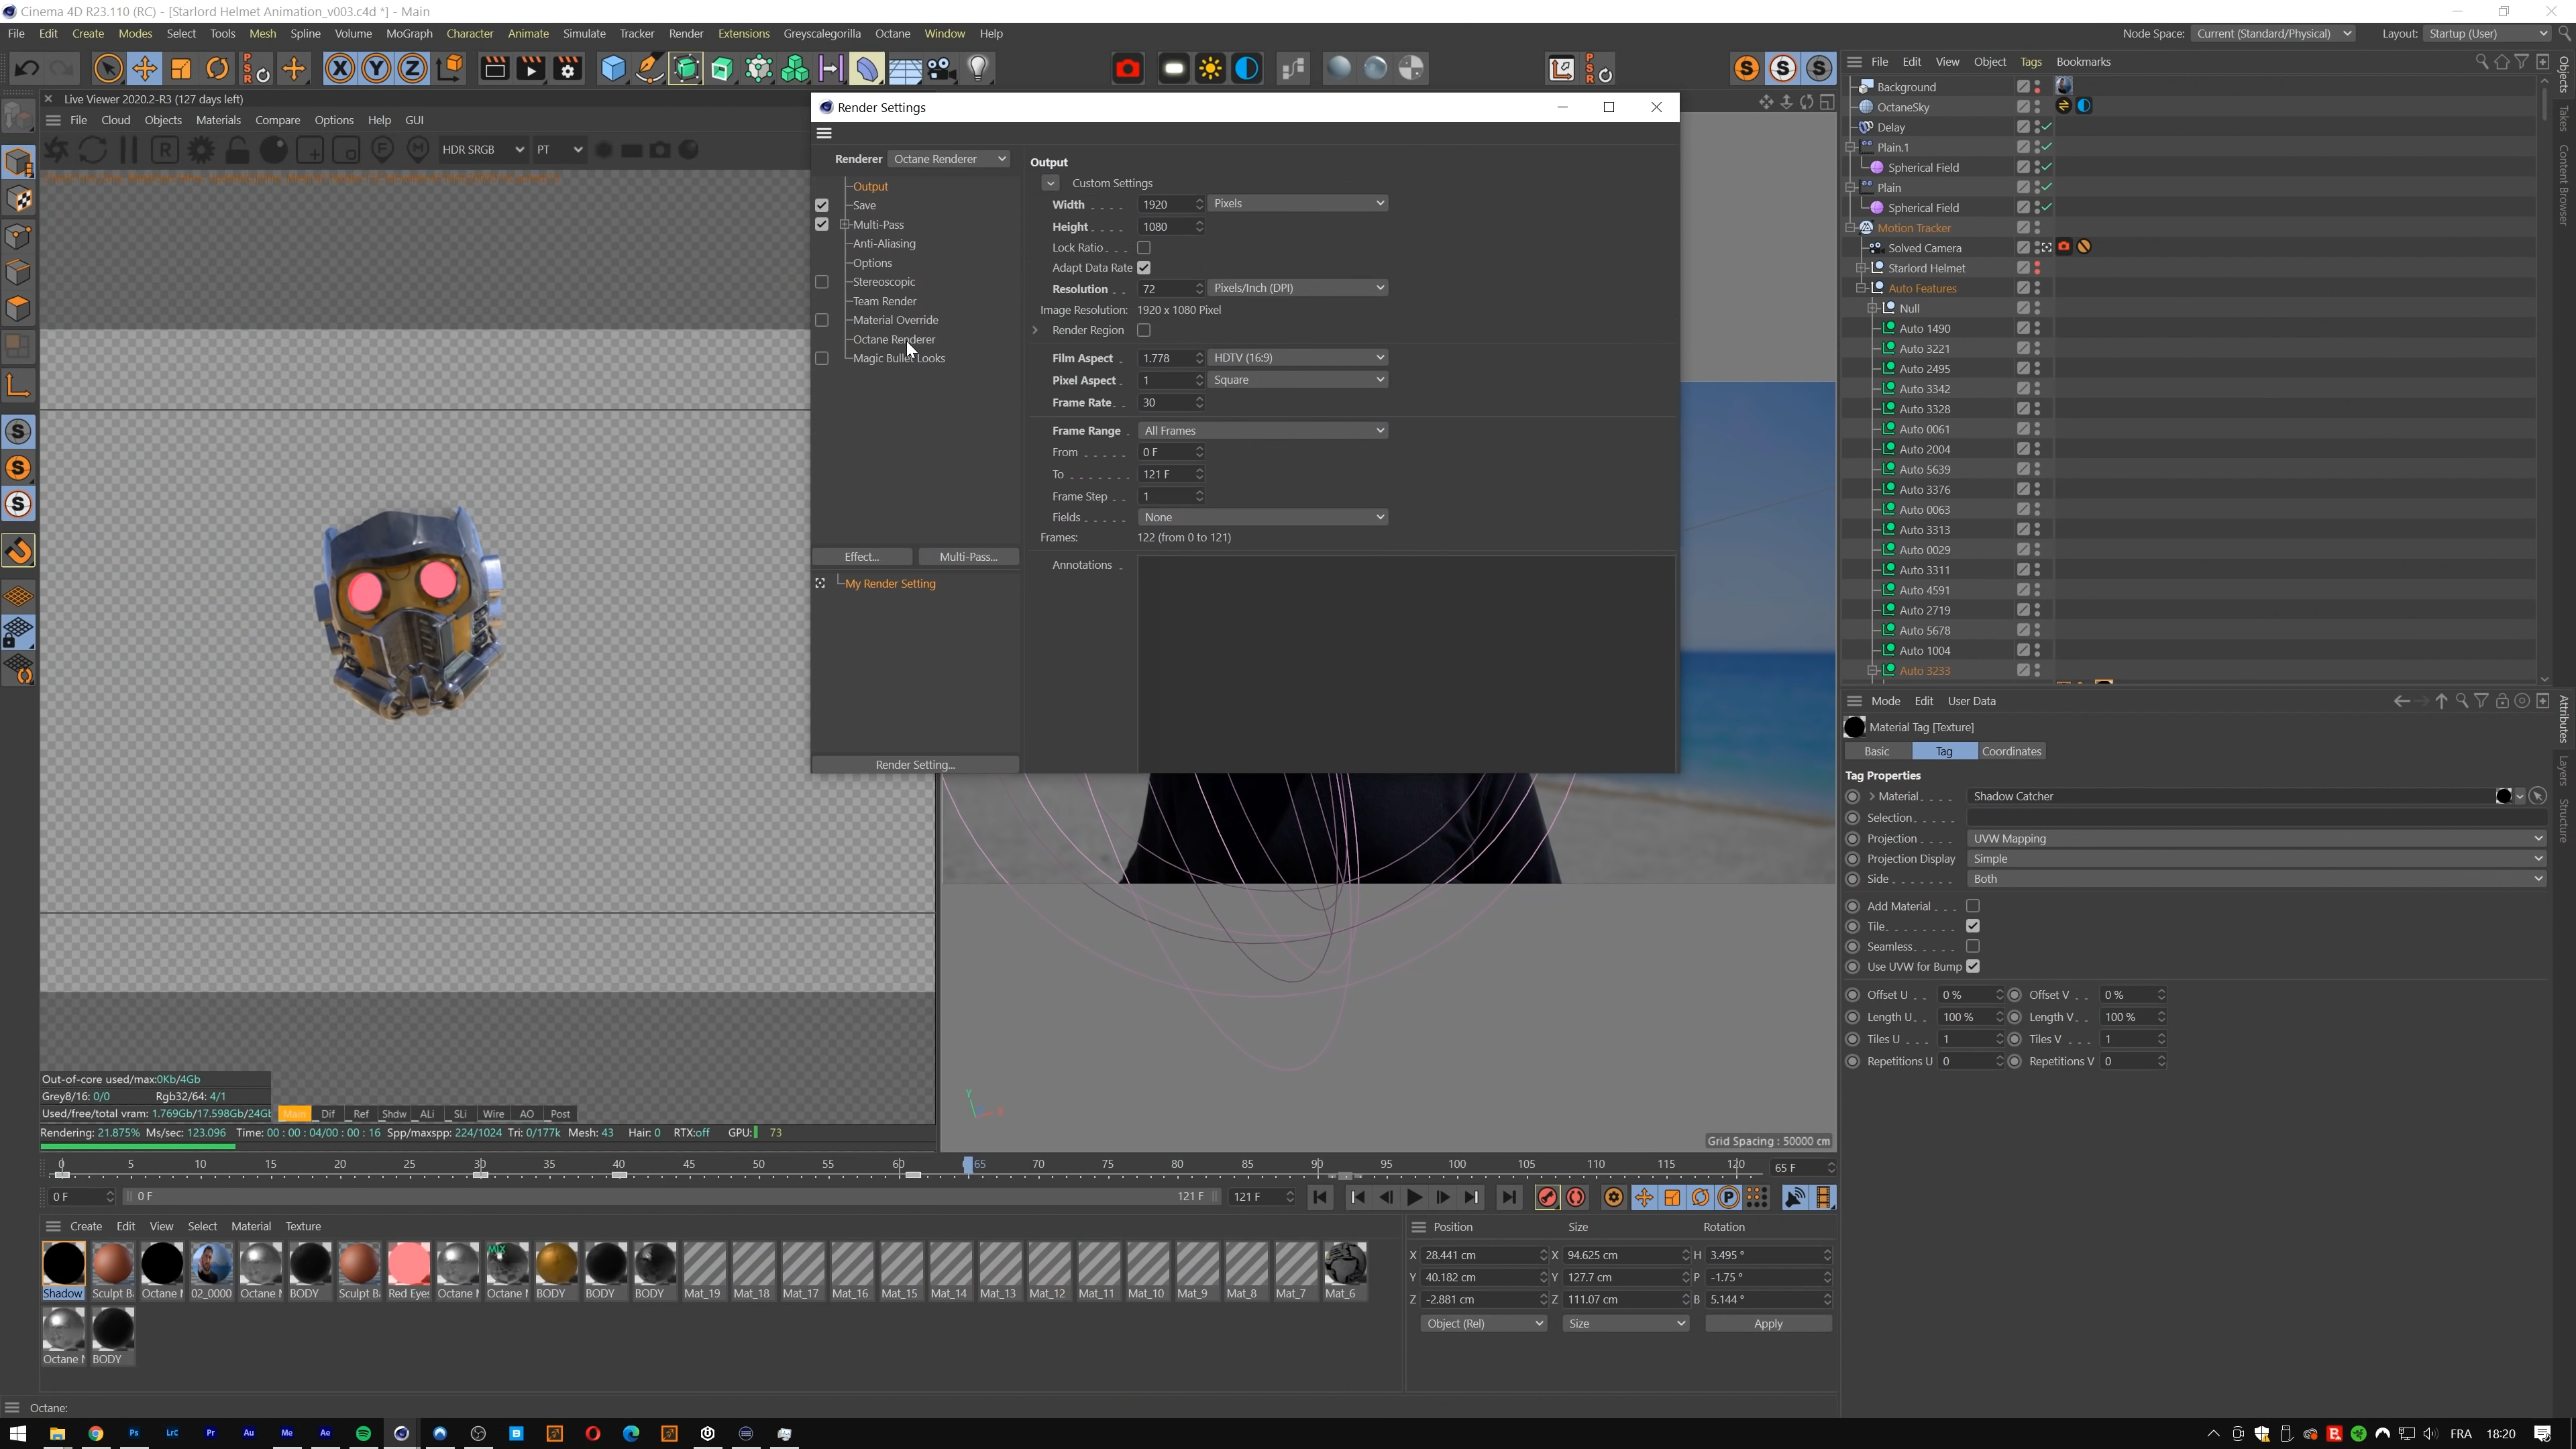 Cinema 4D R23.110 (RC) - [Starlord Helmet Animation_v003.c4d *] - Main
File Edit Create Modes Select Tools Mesh Spline Volume MoGraph Character Animate Simulate Tracker Render Extensions Greyscalegorilla Octane Window Help
Node Space: Current (Standard/Physical) Layout: Startup (User)
Live Viewer 2020.2-R3 (127 days left)
File Cloud Objects Materials Compare Options Help GUI
HDR SRGB PT
Render Settings
Renderer Octane Renderer
Output
Save
Multi-Pass
Anti-Aliasing
Options
Stereoscopic
Team Render
Material Override
Octane Renderer
Magic Bullet Looks
Effect... Multi-Pass...
My Render Setting
Render Setting...
Output
Custom Settings
Width 1920 Pixels
Height 1080
Lock Ratio
Adapt Data Rate
Resolution 72 Pixels/Inch (DPI)
Image Resolution: 1920 x 1080 Pixel
Render Region
Film Aspect 1.778 HDTV (16:9)
Pixel Aspect 1 Square
Frame Rate 30
Frame Range All Frames
From 0 F
To 121 F
Frame Step 1
Fields None
Frames: 122 (from 0 to 121)
Annotations
File Edit View Object Tags Bookmarks
Background
OctaneSky
Delay
Plain.1
Spherical Field
Plain
Spherical Field
Motion Tracker
Solved Camera
Starlord Helmet
Auto Features
Null
Auto 1490
Auto 3221
Auto 2495
Auto 3342
Auto 3328
Auto 0061
Auto 2004
Auto 5639
Auto 3376
Auto 0063
Auto 3313
Auto 0029
Auto 3311
Auto 4591
Auto 2719
Auto 5678
Auto 1004
Auto 3233
Objects
Takes
Content Browser
Mode Edit User Data
Material Tag [Texture]
Basic Tag Coordinates
Tag Properties
Material Shadow Catcher
Selection
Projection UVW Mapping
Projection Display Simple
Side Both
Add Material
Tile
Seamless
Use UVW for Bump
Offset U 0 % Offset V 0 %
Length U 100 % Length V 100 %
Tiles U 1 Tiles V 1
Repetitions U 0 Repetitions V 0
Attributes
Layers
Structure
Out-of-core used/max:0Kb/4Gb
Grey8/16: 0/0 Rgb32/64: 4/1
Used/free/total vram: 1.769Gb/17.598Gb/24Gb
Main Dif Ref Shdw ALi SLi Wire AO Post
Rendering: 21.875% Ms/sec: 123.096 Time: 00 : 00 : 04/00 : 00 : 16 Spp/maxspp: 224/1024 Tri: 0/177k Mesh: 43 Hair: 0 RTX:off GPU: 73
Y
Grid Spacing : 50000 cm
0 5 10 15 20 25 30 35 40 45 50 55 60 65 70 75 80 85 90 95 100 105 110 115 120 65 F
0 F 0 F 121 F 121 F
Create Edit View Select Material Texture
Shadow Sculpt B Octane M 02_0000 Octane M BODY Sculpt B Red Eyes Octane M Octane M BODY BODY BODY Mat_19 Mat_18 Mat_17 Mat_16 Mat_15 Mat_14 Mat_13 Mat_12 Mat_11 Mat_10 Mat_9 Mat_8 Mat_7 Mat_6
MIX
Octane M BODY
Position Size Rotation
X 28.441 cm X 94.625 cm H 3.495 °
Y 40.182 cm Y 127.7 cm P -1.75 °
Z -2.881 cm Z 111.07 cm B 5.144 °
Object (Rel) Size Apply
Octane:
Ps LrC Pr Au Me Ae
FRA 18:20